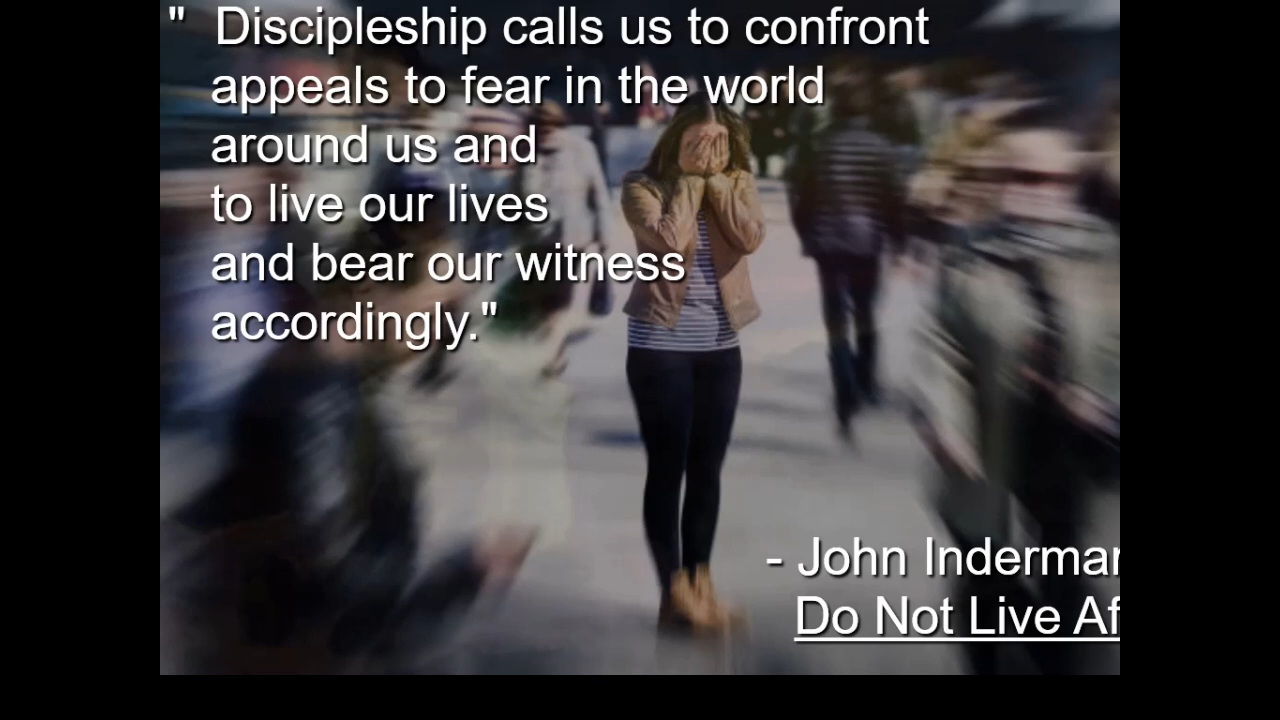 " Discipleship calls us to confront
appeals to fear in the world
around us and
to live our lives
and bear our witness
accordingly."
- John Inderma
Do Not Live Af